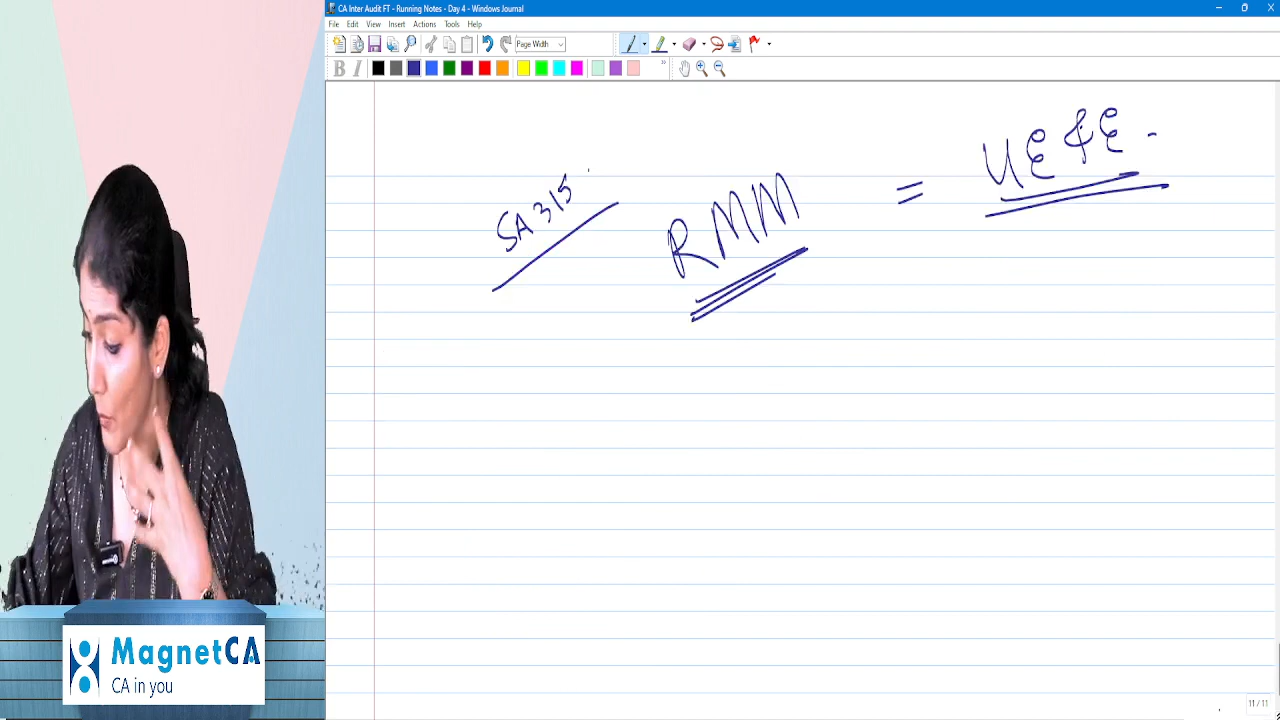 CA Inter Audit FT - Running Notes - Day 4 - Windows Journal
File Edit View Insert Actions Tools Help
Page Width
B I
SA 315
RMM = UE & E.
MagnetCA
CA in you
11 / 11